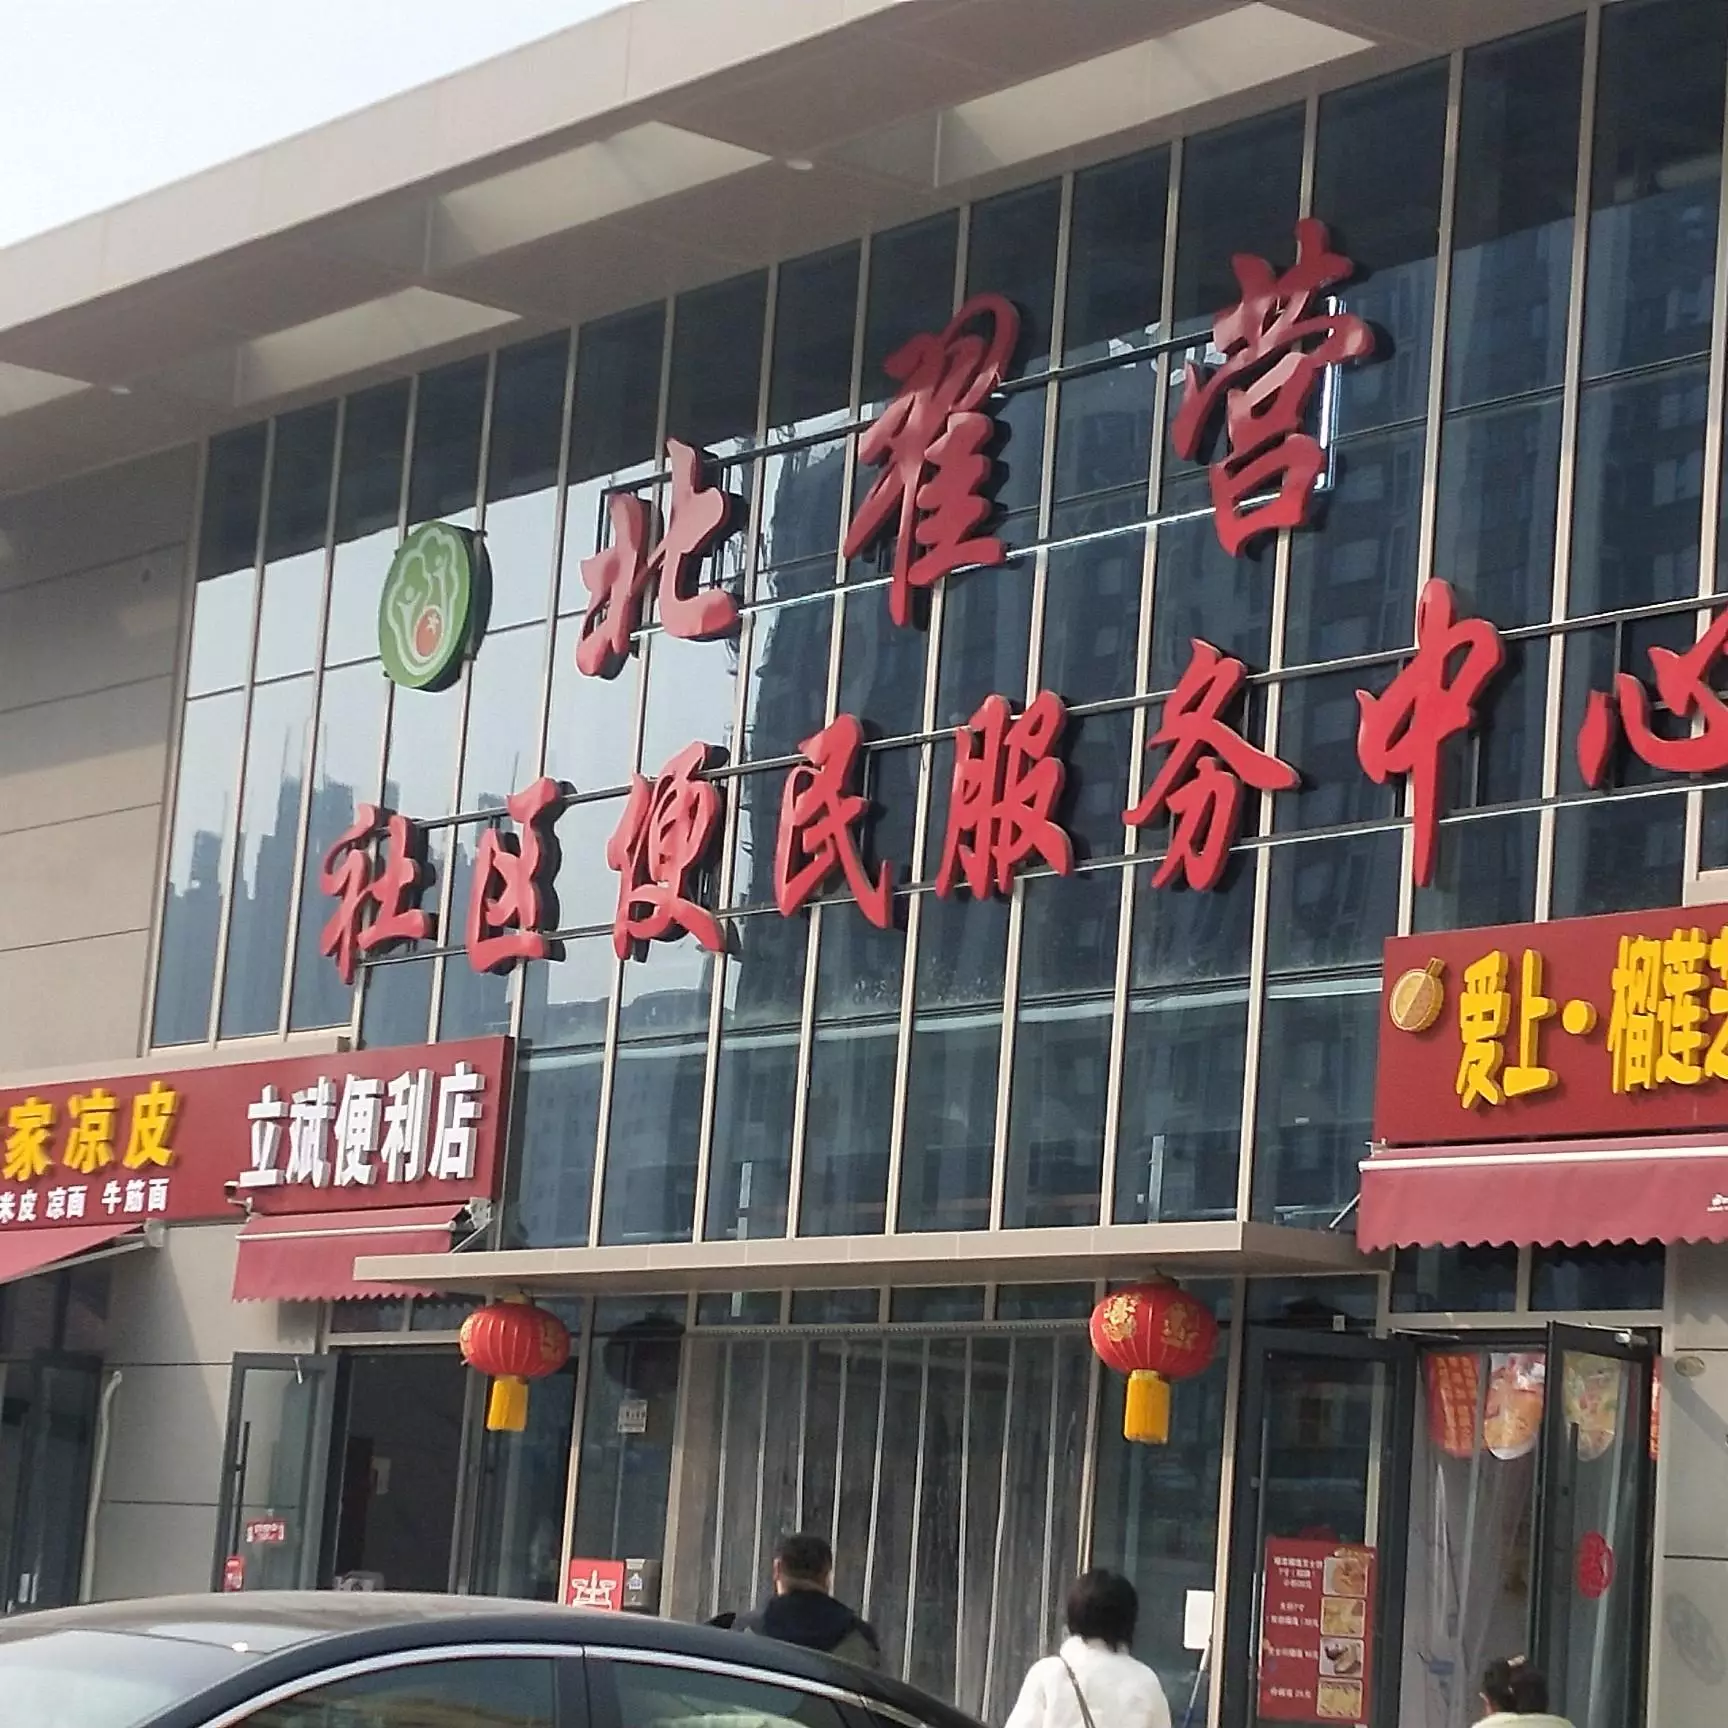 北翟营
社区便民服务中心
家凉皮
米皮 凉面 牛筋面
立斌便利店
爱上·榴莲